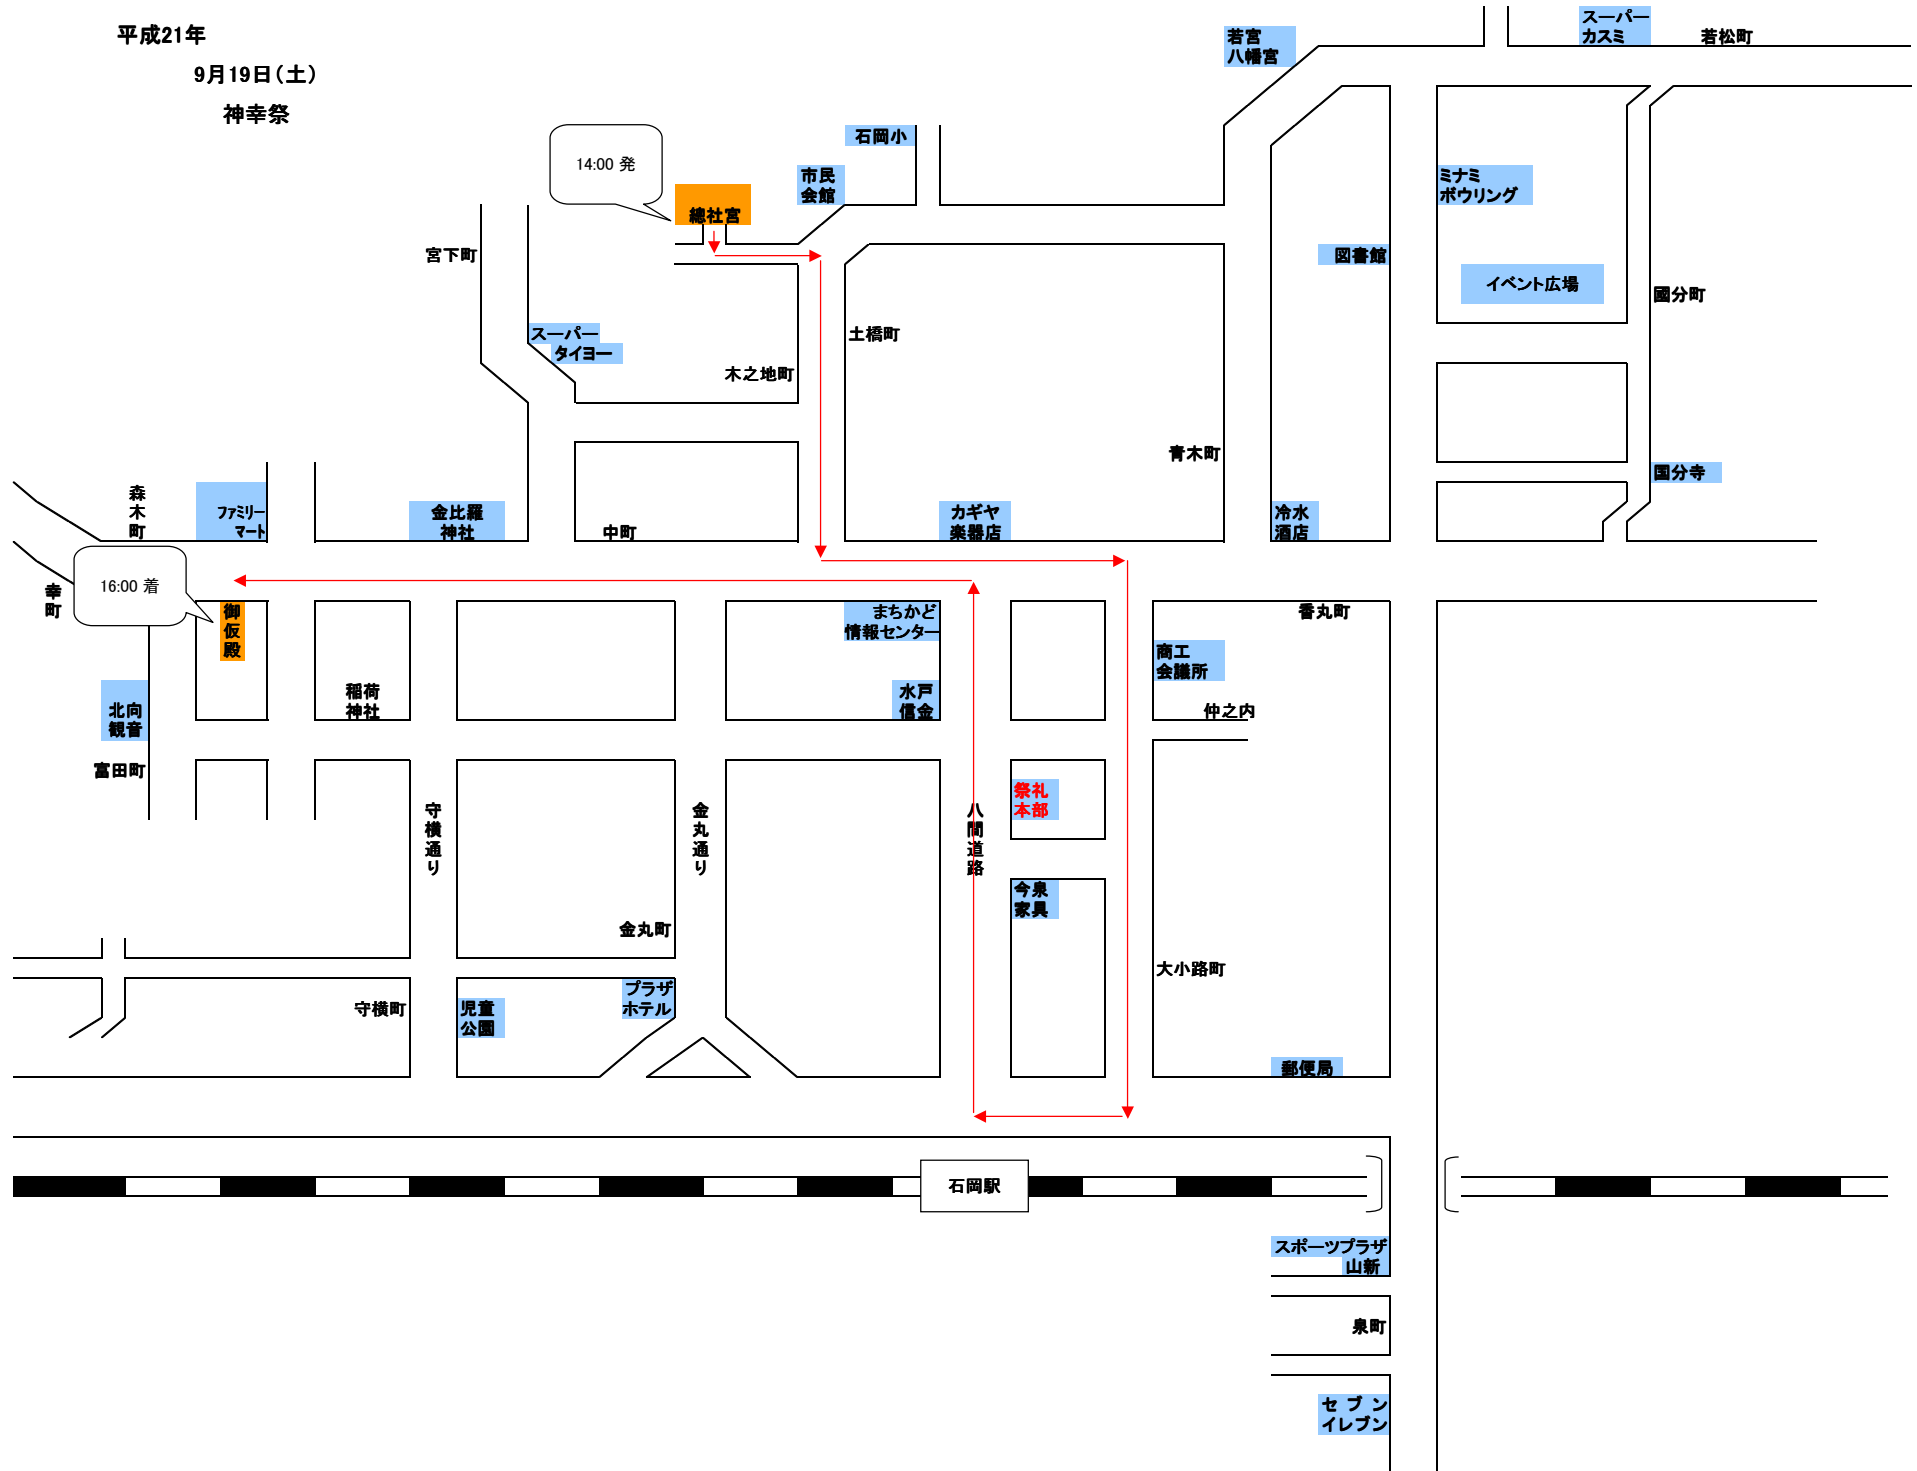 平成21年
9月19日(土)
神幸祭
スーパー
カスミ
若松町
若宮
八幡宮
石岡小
14:00 発
市民
会館
總社宮
ミナミ
ボウリング
宮下町
図書館
イベント広場
國分町
スーパー
タイヨー
土橋町
木之地町
青木町
国分寺
森木町
ファミリー
マート
金比羅
神社
中町
カギヤ
楽器店
冷水
酒店
16:00 着
幸町
御仮殿
まちかど
情報センター
香丸町
商工
会議所
稲荷
神社
水戸
信金
仲之内
北向
観音
富田町
祭礼
本部
守横通り
金丸通り
八間道路
今泉
家具
金丸町
大小路町
守横町
児童
公園
プラザ
ホテル
郵便局
石岡駅
スポーツプラザ
山新
泉町
セブン
イレブン